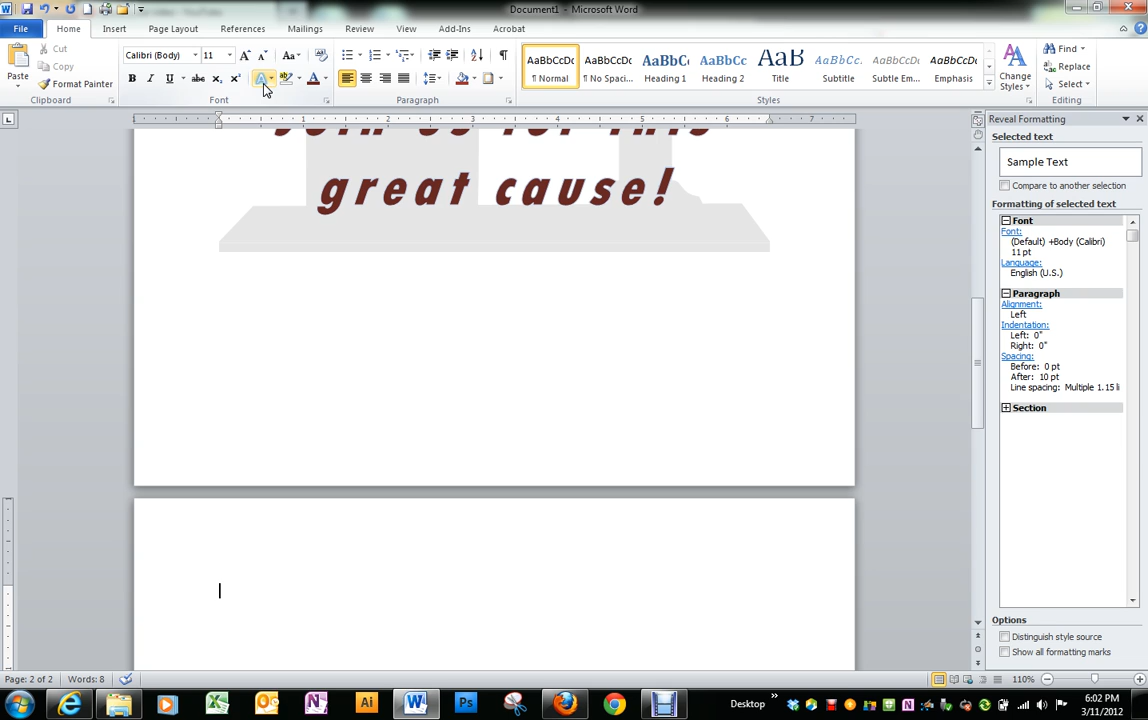 Document1 - Microsoft Word
File Home Insert Page Layout References Mailings Review View Add-Ins Acrobat
Paste
Cut
Copy
Format Painter
Clipboard
Calibri (Body) 11
Font
Paragraph
AaBbCcDc AaBbCcDc AaBbC AaBbCc AaB AaBbCc. AaBbCcDc AaBbCcDc
¶ Normal ¶ No Spaci... Heading 1 Heading 2 Title Subtitle Subtle Em... Emphasis
Change Styles
Styles
Find
Replace
Select
Editing
Join us for this
great cause!
Reveal Formatting
Selected text
Sample Text
Compare to another selection
Formatting of selected text
Font
Font:
(Default) +Body (Calibri)
11 pt
Language:
English (U.S.)
Paragraph
Alignment:
Left
Indentation:
Left: 0"
Right: 0"
Spacing:
Before: 0 pt
After: 10 pt
Line spacing: Multiple 1.15 li
Section
Options
Distinguish style source
Show all formatting marks
Page: 2 of 2 Words: 8
110%
Desktop
6:02 PM
3/11/2012